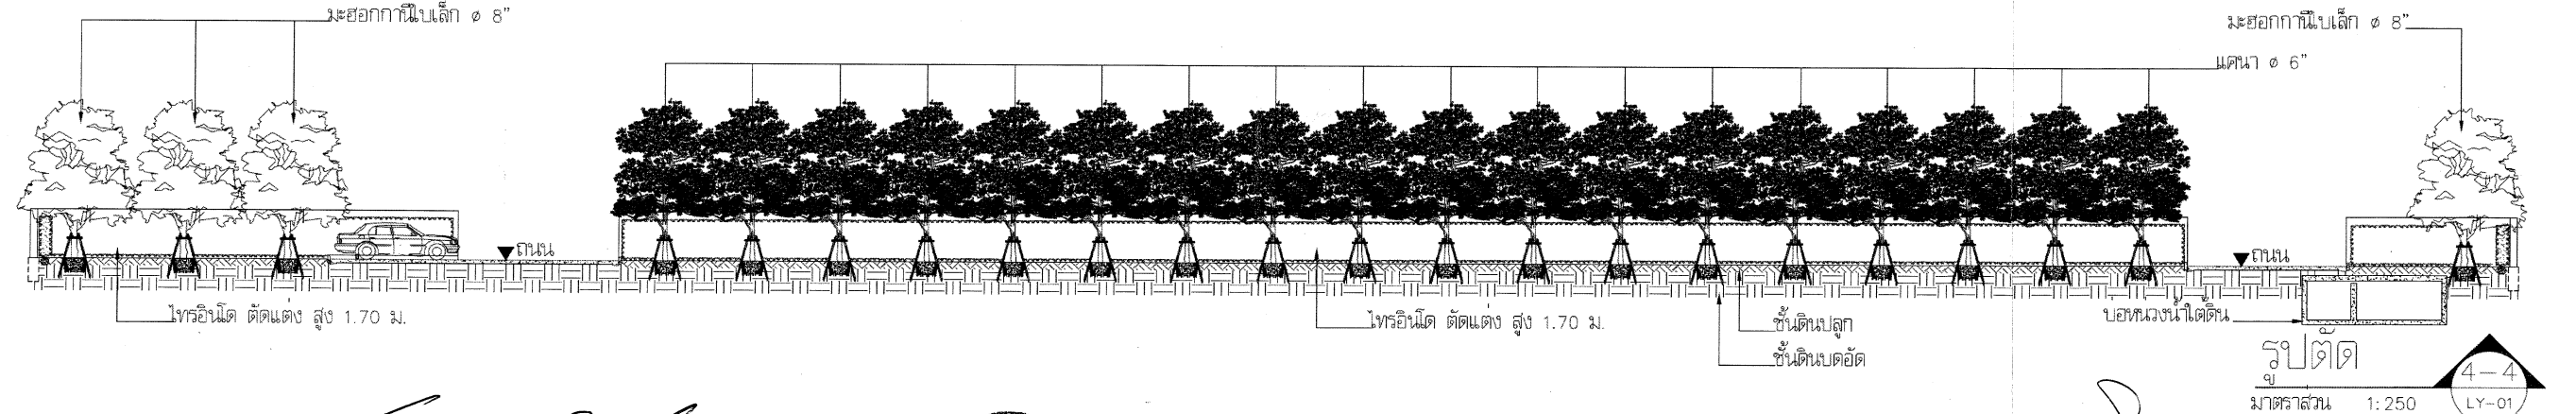 มะฮอกกานีใบเล็ก ø 8"
มะฮอกกานีใบเล็ก ø 8"
แคนา ø 6"
ถนน
ถนน
ไทรอินโด ตัดแต่ง สูง 1.70 ม.
ไทรอินโด ตัดแต่ง สูง 1.70 ม.
ชั้นดินปลูก
ชั้นดินบดอัด
บ่อหน่วงน้ำใต้ดิน
รูปตัด
มาตราส่วน 1:250
4-4
LY-01